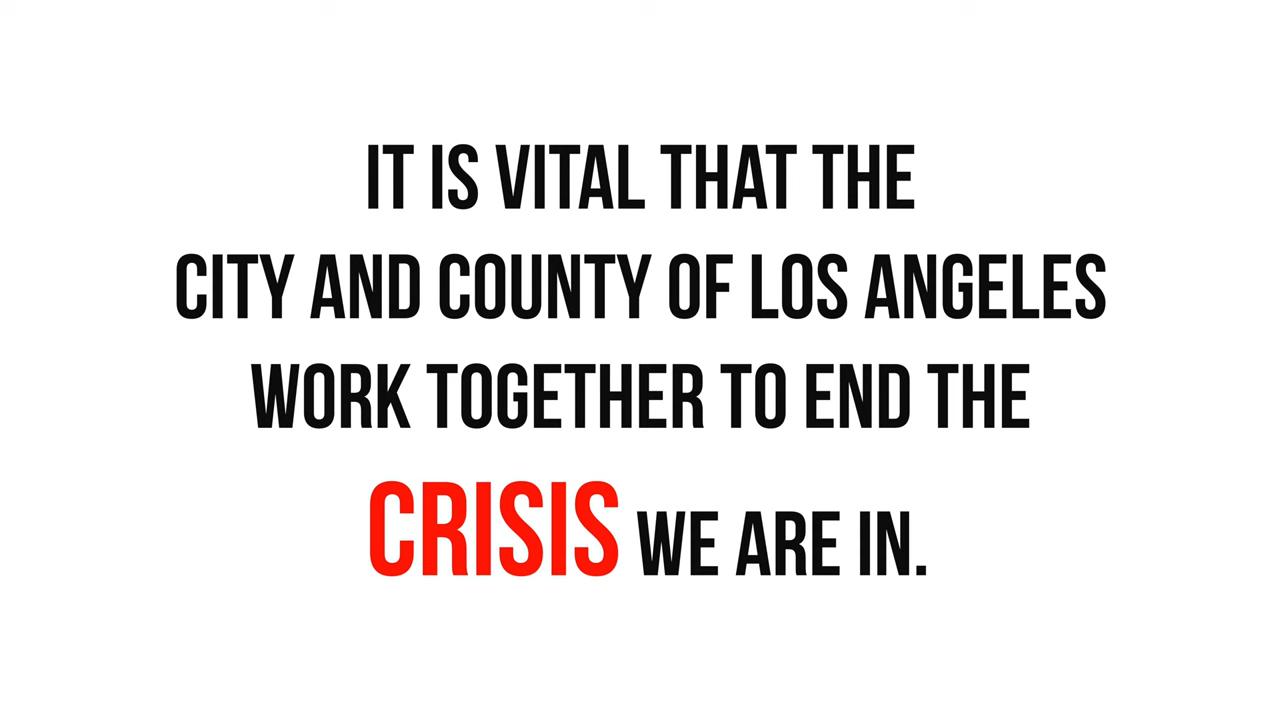 IT IS VITAL THAT THE
CITY AND COUNTY OF LOS ANGELES
WORK TOGETHER TO END THE
CRISIS WE ARE IN.